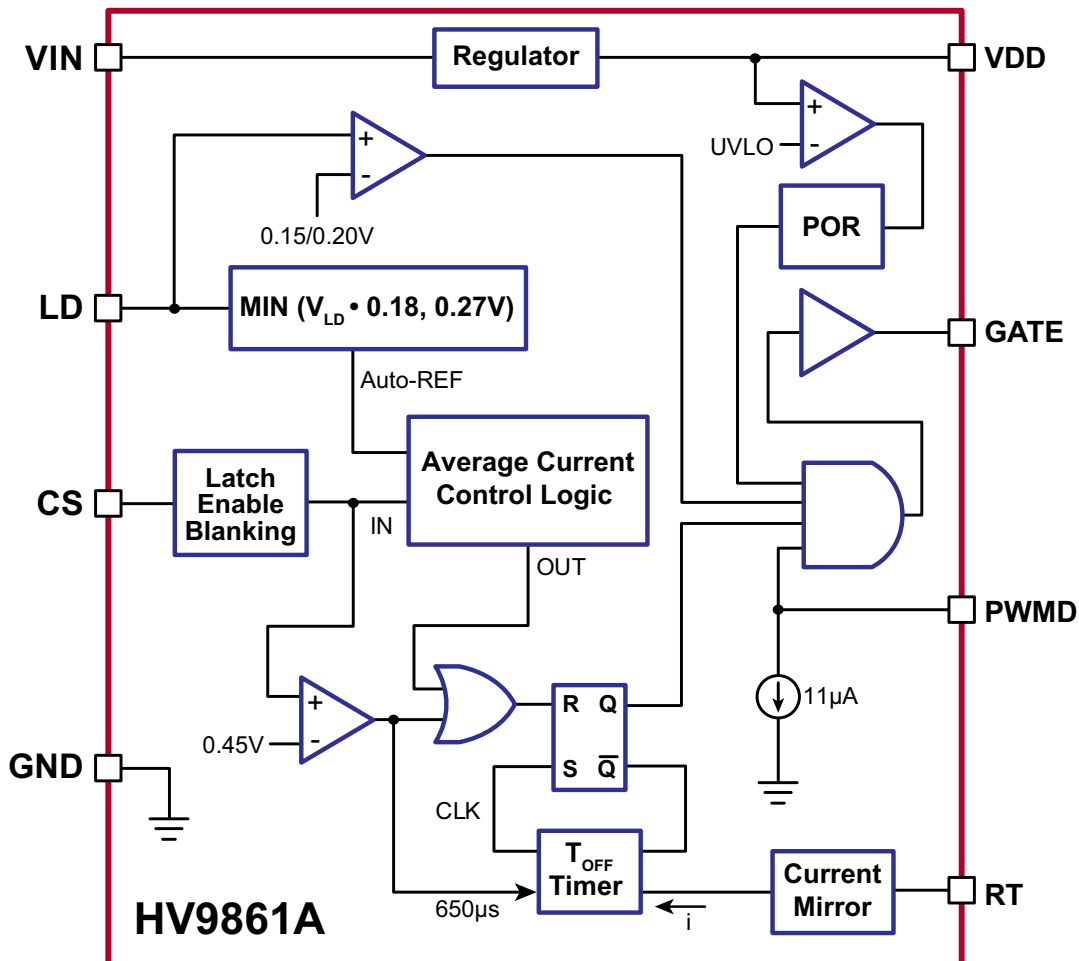 VIN
Regulator
VDD
+
-
UVLO
+
-
0.15/0.20V
POR
LD
MIN (VLD • 0.18, 0.27V)
GATE
Auto-REF
Average Current
Control Logic
CS
Latch
Enable
Blanking
IN
OUT
PWMD
+
-
0.45V
R Q
S Q̅
11µA
GND
CLK
TOFF
Timer
650µs
i
Current
Mirror
RT
HV9861A